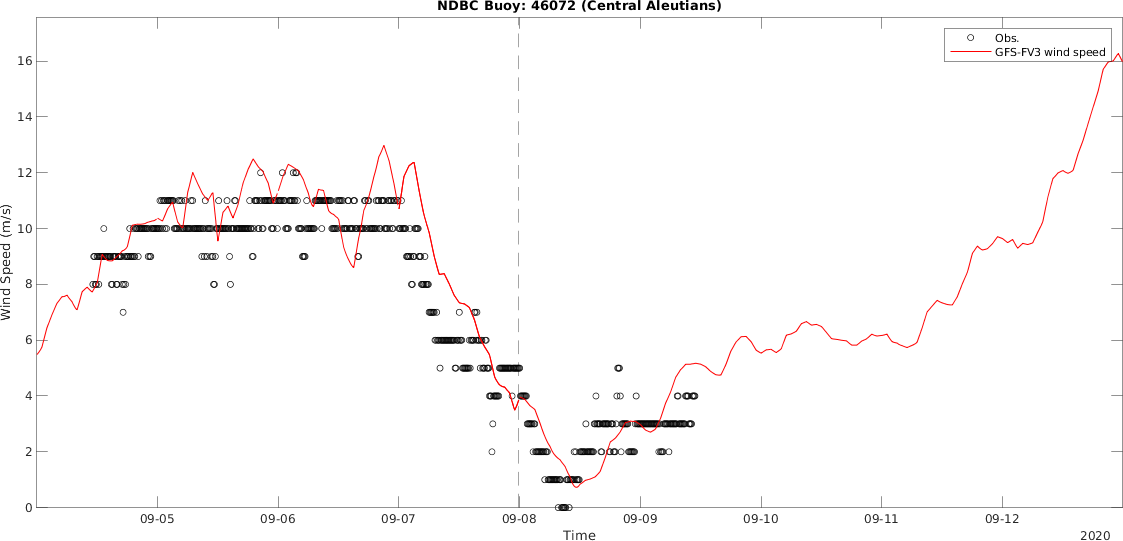 NDBC Buoy: 46072 (Central Aleutians)
Obs.
GFS-FV3 wind speed
Wind Speed (m/s)
16
14
12
10
8
6
4
2
0
09-05 09-06 09-07 09-08 09-09 09-10 09-11 09-12
Time
2020